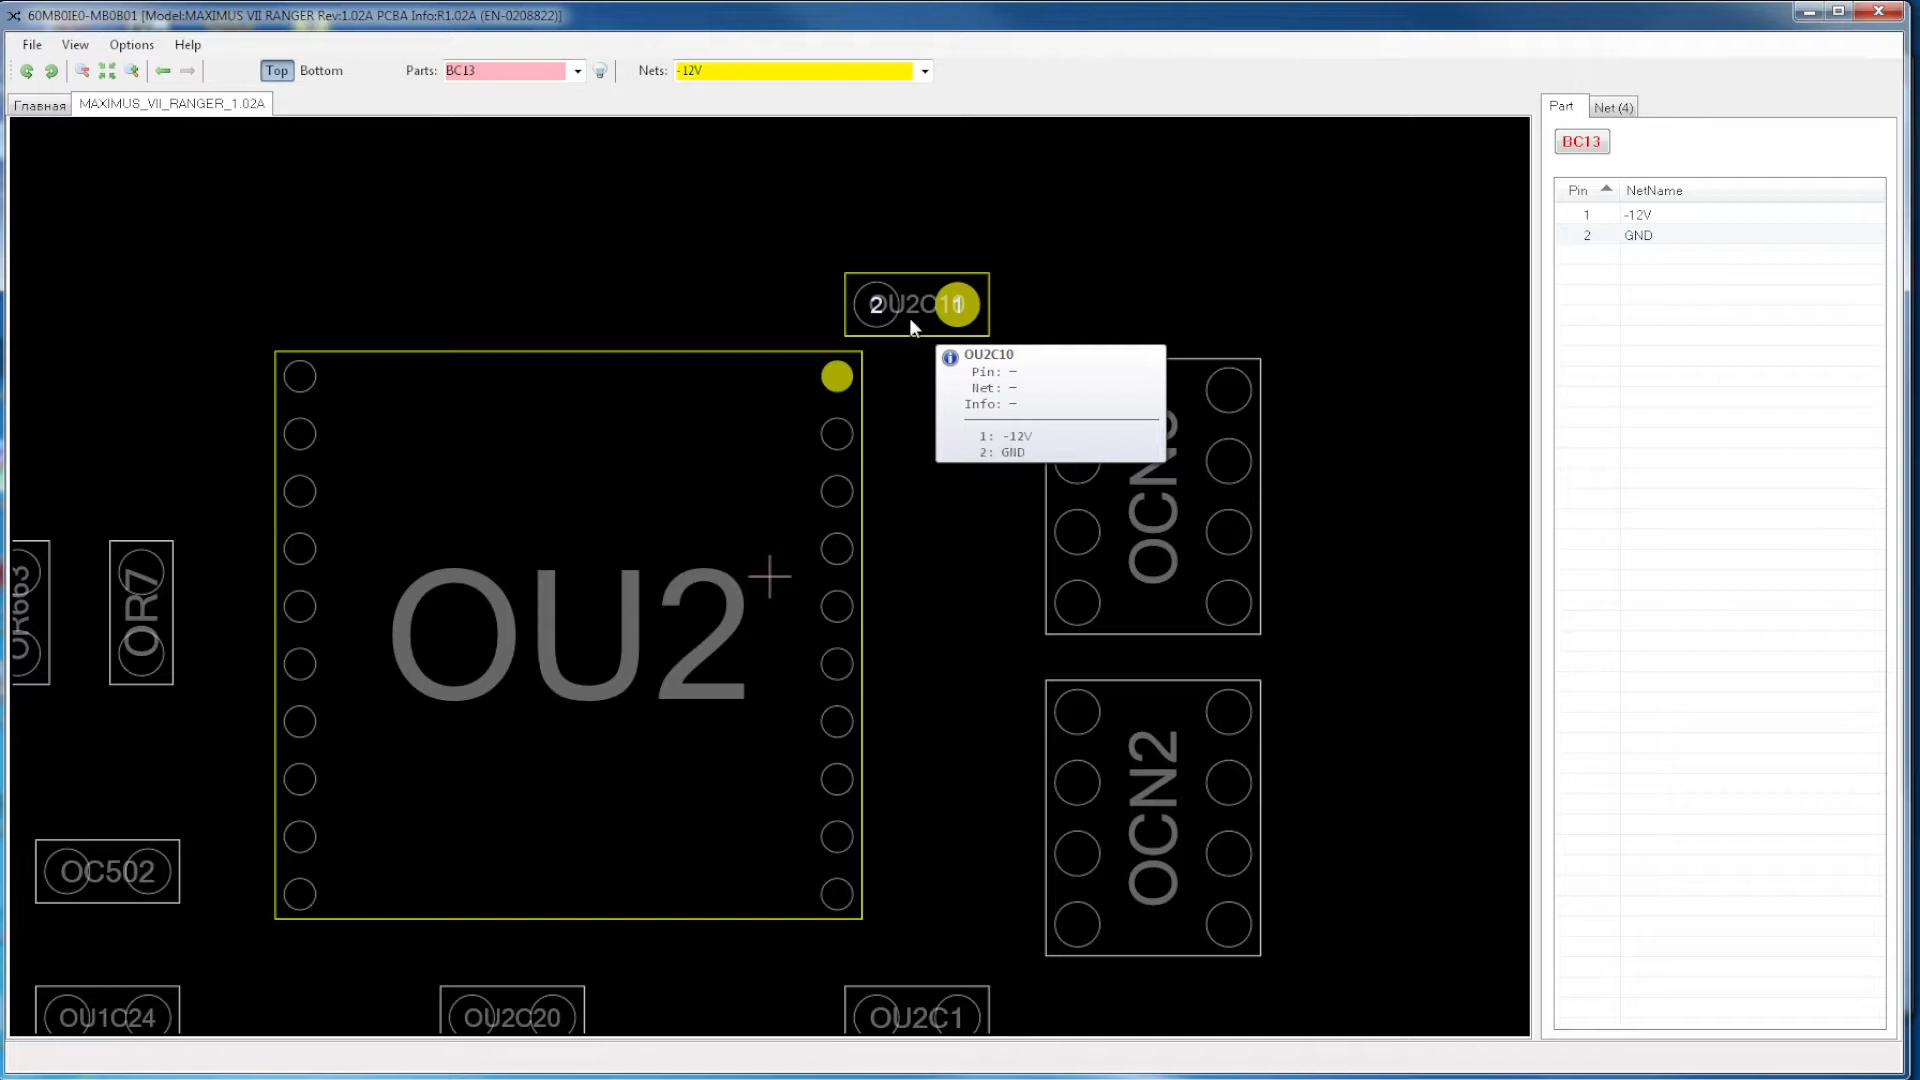 60MB0IE0-MB0B01 [Model:MAXIMUS VII RANGER Rev:1.02A PCBA Info:R1.02A (EN-0208822)]
File View Options Help
Top Bottom Parts: BC13 Nets: -12V
Главная MAXIMUS_VII_RANGER_1.02A
Part Net (4)
BC13
Pin NetName
1 -12V
2 GND
2 OU2C10 1
OU2C10
Pin: –
Net: –
Info: –
1: -12V
2: GND
OR7
OU2
OCN2
OC502
OU1C24
OU2C20
OU2C1